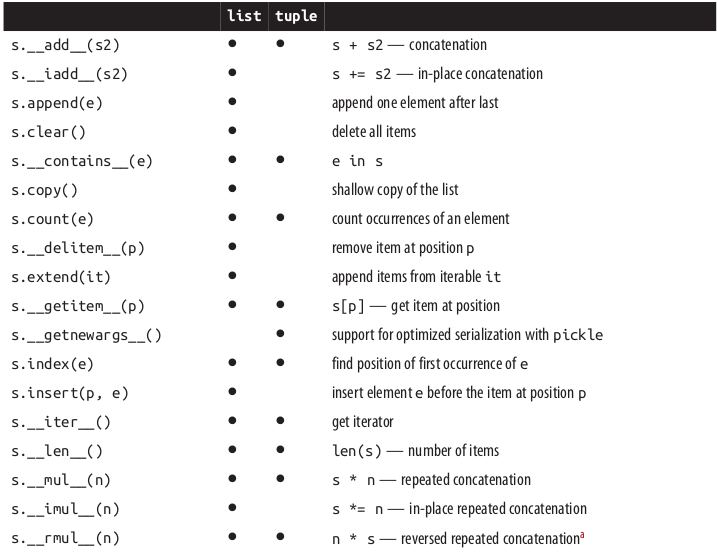 list tuple
s.__add__(s2) ● ● s + s2 — concatenation
s.__iadd__(s2) ● s += s2 — in-place concatenation
s.append(e) ● append one element after last
s.clear() ● delete all items
s.__contains__(e) ● ● e in s
s.copy() ● shallow copy of the list
s.count(e) ● ● count occurrences of an element
s.__delitem__(p) ● remove item at position p
s.extend(it) ● append items from iterable it
s.__getitem__(p) ● ● s[p] — get item at position
s.__getnewargs__() ● support for optimized serialization with pickle
s.index(e) ● ● find position of first occurrence of e
s.insert(p, e) ● insert element e before the item at position p
s.__iter__() ● ● get iterator
s.__len__() ● ● len(s) — number of items
s.__mul__(n) ● ● s * n — repeated concatenation
s.__imul__(n) ● s *= n — in-place repeated concatenation
s.__rmul__(n) ● ● n * s — reversed repeated concatenationa